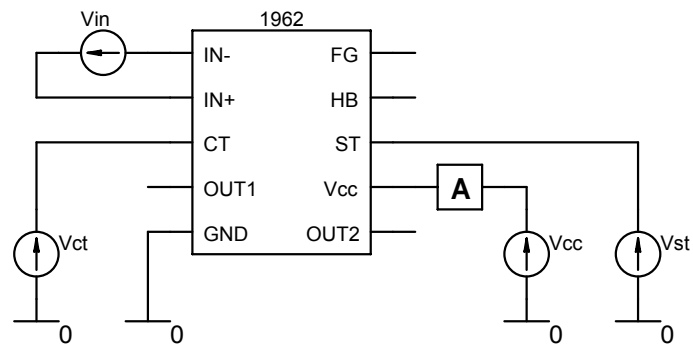 1962
Vin
IN-
FG
IN+
HB
CT
ST
OUT1
Vcc
A
GND
OUT2
Vct
Vcc
Vst
0
0
0
0